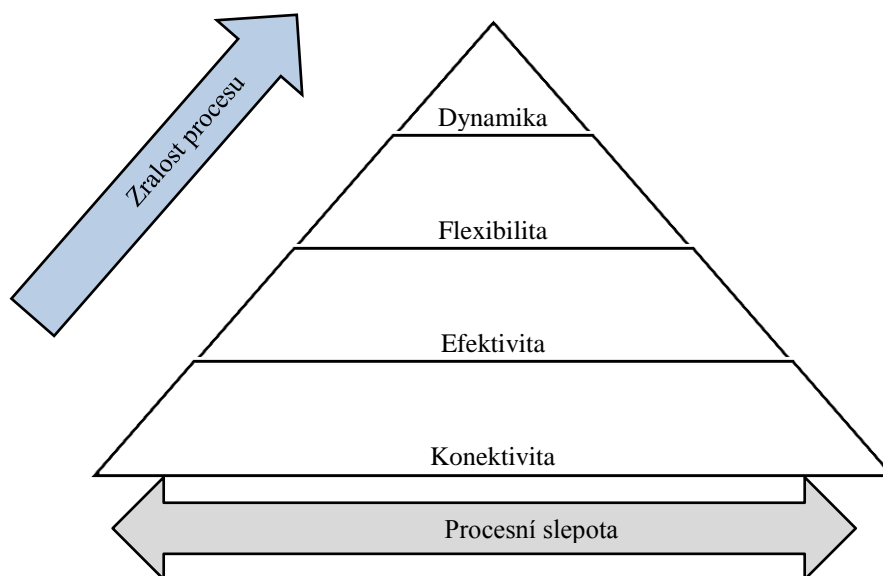 Zralost procesu
Dynamika
Flexibilita
Efektivita
Konektivita
Procesní slepota